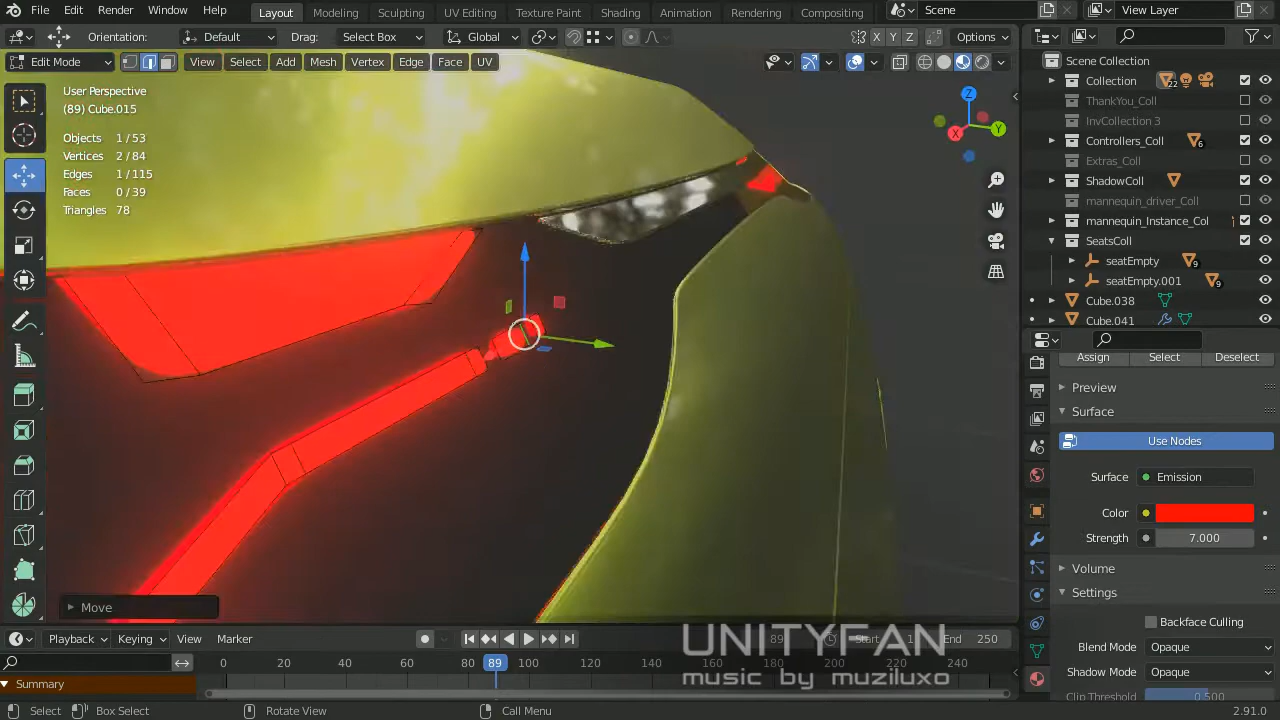 File Edit Render Window Help Layout Modeling Sculpting UV Editing Texture Paint Shading Animation Rendering Compositing Scene View Layer
Orientation: Default Drag: Select Box Global X Y Z Options
Edit Mode View Select Add Mesh Vertex Edge Face UV
User Perspective
(89) Cube.015
Objects 1/53
Vertices 2/84
Edges 1/115
Faces 0/39
Triangles 78
Z
Y
X
Scene Collection
Collection 22
ThankYou_Coll
InvCollection 3
Controllers_Coll 6
Extras_Coll
ShadowColl
mannequin_driver_Coll
mannequin_Instance_Col
SeatsColl
seatEmpty 9
seatEmpty.001 9
Cube.038
Cube.041
Assign Select Deselect
Preview
Surface
Use Nodes
Surface Emission
Color
Strength 7.000
Volume
Settings
Backface Culling
Blend Mode Opaque
Shadow Mode Opaque
Clip Threshold 0.500
Move
Playback Keying View Marker 89 Start 1 End 250
UNITYFAN
music by muziluxo
0 20 40 60 80 89 100 120 140 160 180 200 220 240
Summary
Select Box Select Rotate View Call Menu 2.91.0